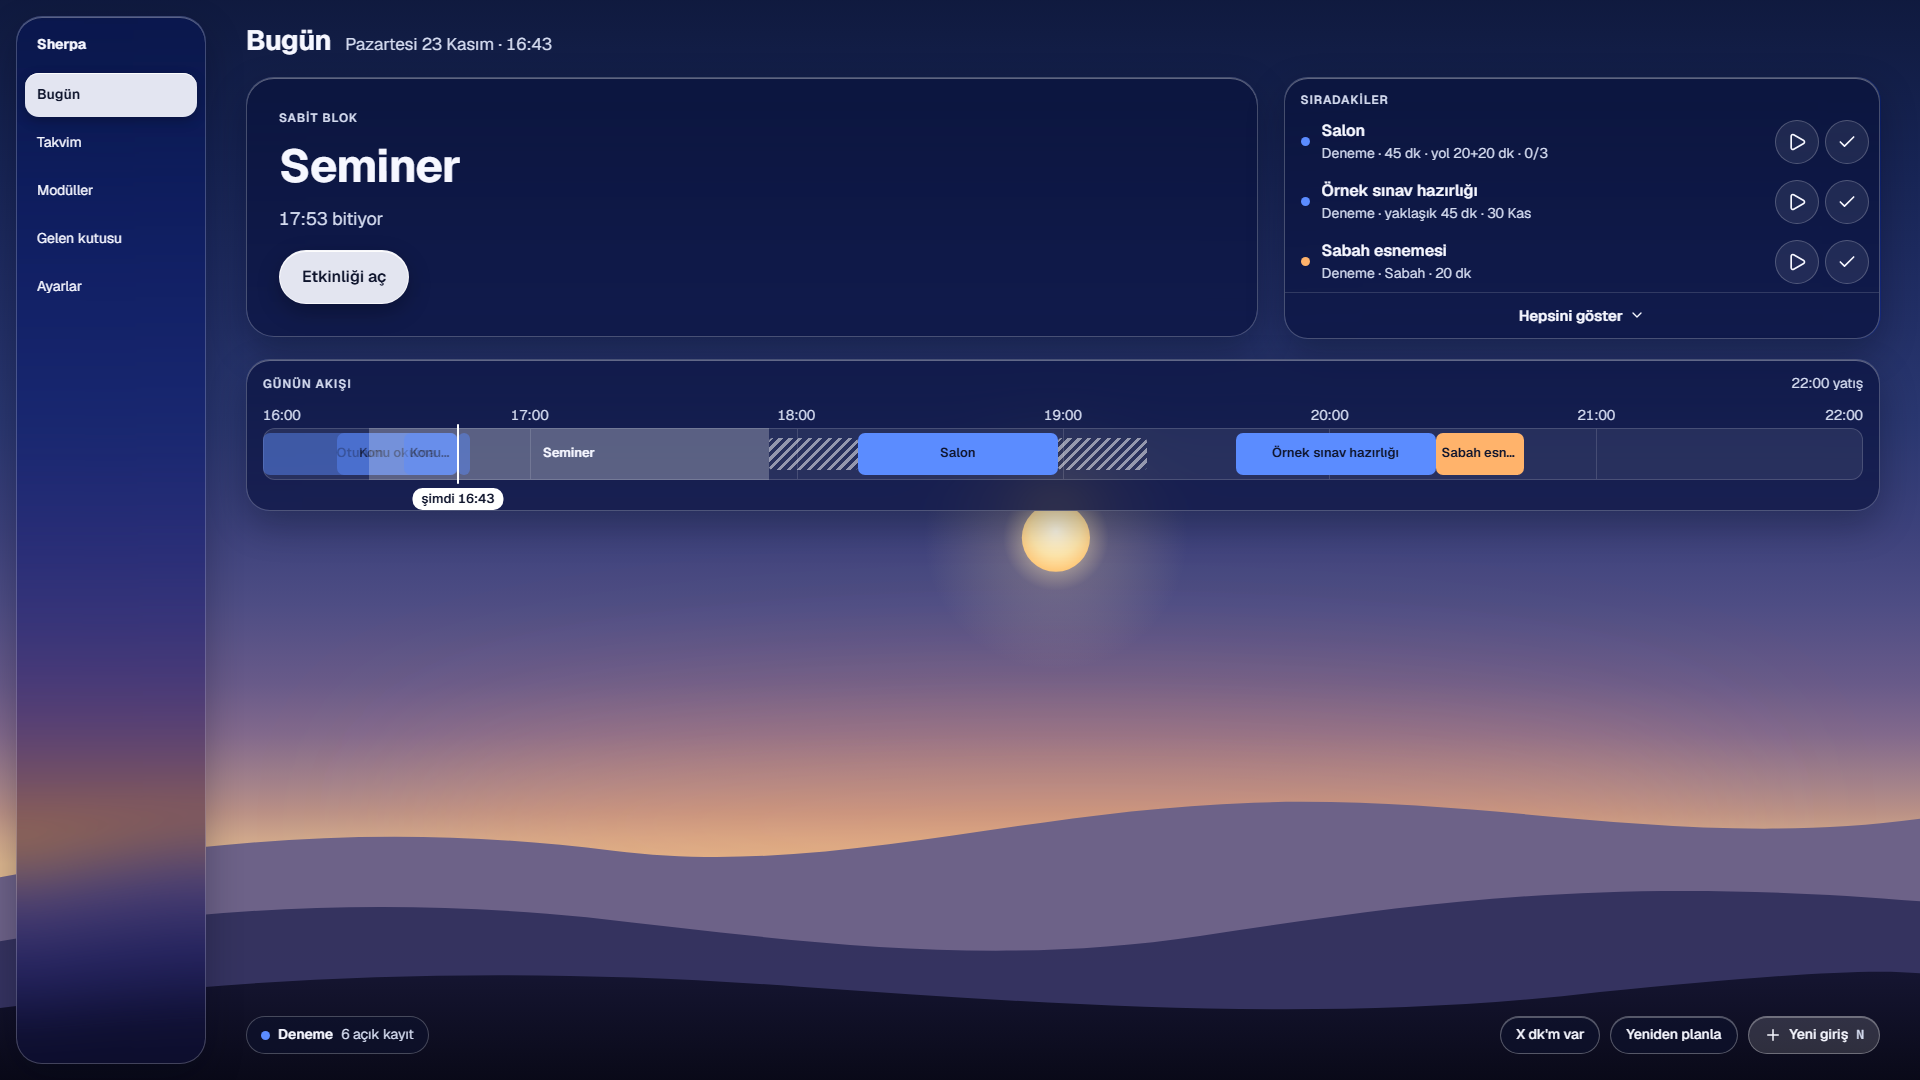 Sherpa
Bugün
Takvim
Modüller
Gelen kutusu
Ayarlar
Bugün Pazartesi 23 Kasım · 16:43
SABİT BLOK
Seminer
17:53 bitiyor
Etkinliği aç
SIRADAKİLER
Salon
Deneme · 45 dk · yol 20+20 dk · 0/3
Örnek sınav hazırlığı
Deneme · yaklaşık 45 dk · 30 Kas
Sabah esnemesi
Deneme · Sabah · 20 dk
Hepsini göster
GÜNÜN AKIŞI 22:00 yatış
16:00 17:00 18:00 19:00 20:00 21:00 22:00
Konu ok Konu... Seminer Salon Örnek sınav hazırlığı Sabah esn...
şimdi 16:43
Deneme 6 açık kayıt
X dk'm var Yeniden planla + Yeni giriş N